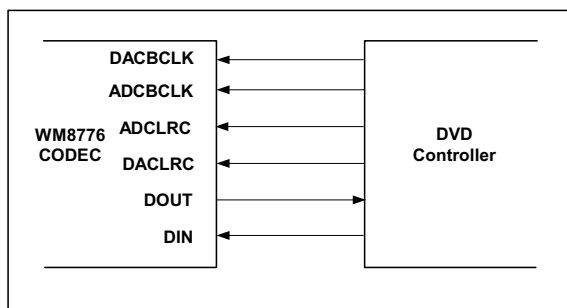 DACBCLK
ADCBCLK
WM8776
CODEC
ADCLRC
DACLRC
DOUT
DIN
DVD
Controller